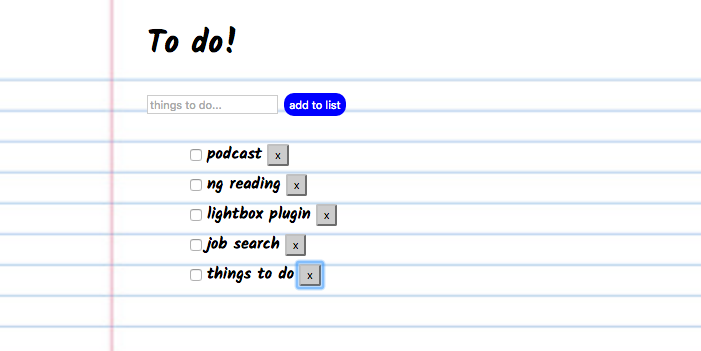 To do!
things to do...  add to list
podcast x
ng reading x
lightbox plugin x
job search x
things to do x